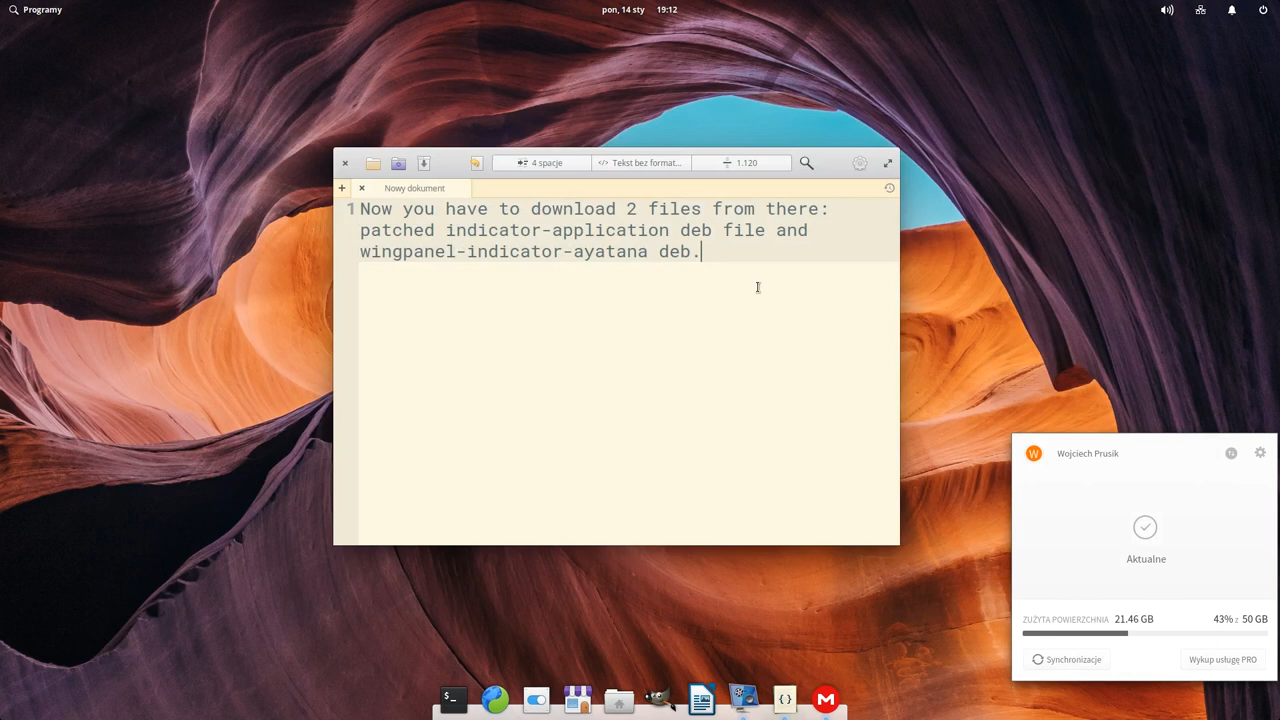 Programy
pon, 14 sty 19:12
4 spacje
</> Tekst bez format...
1.120
Nowy dokument
1 Now you have to download 2 files from there:
patched indicator-application deb file and
wingpanel-indicator-ayatana deb.
W Wojciech Prusik
Aktualne
ZUŻYTA POWIERZCHNIA 21.46 GB 43% z 50 GB
Synchronizacje
Wykup usługę PRO
>_
{ }
M